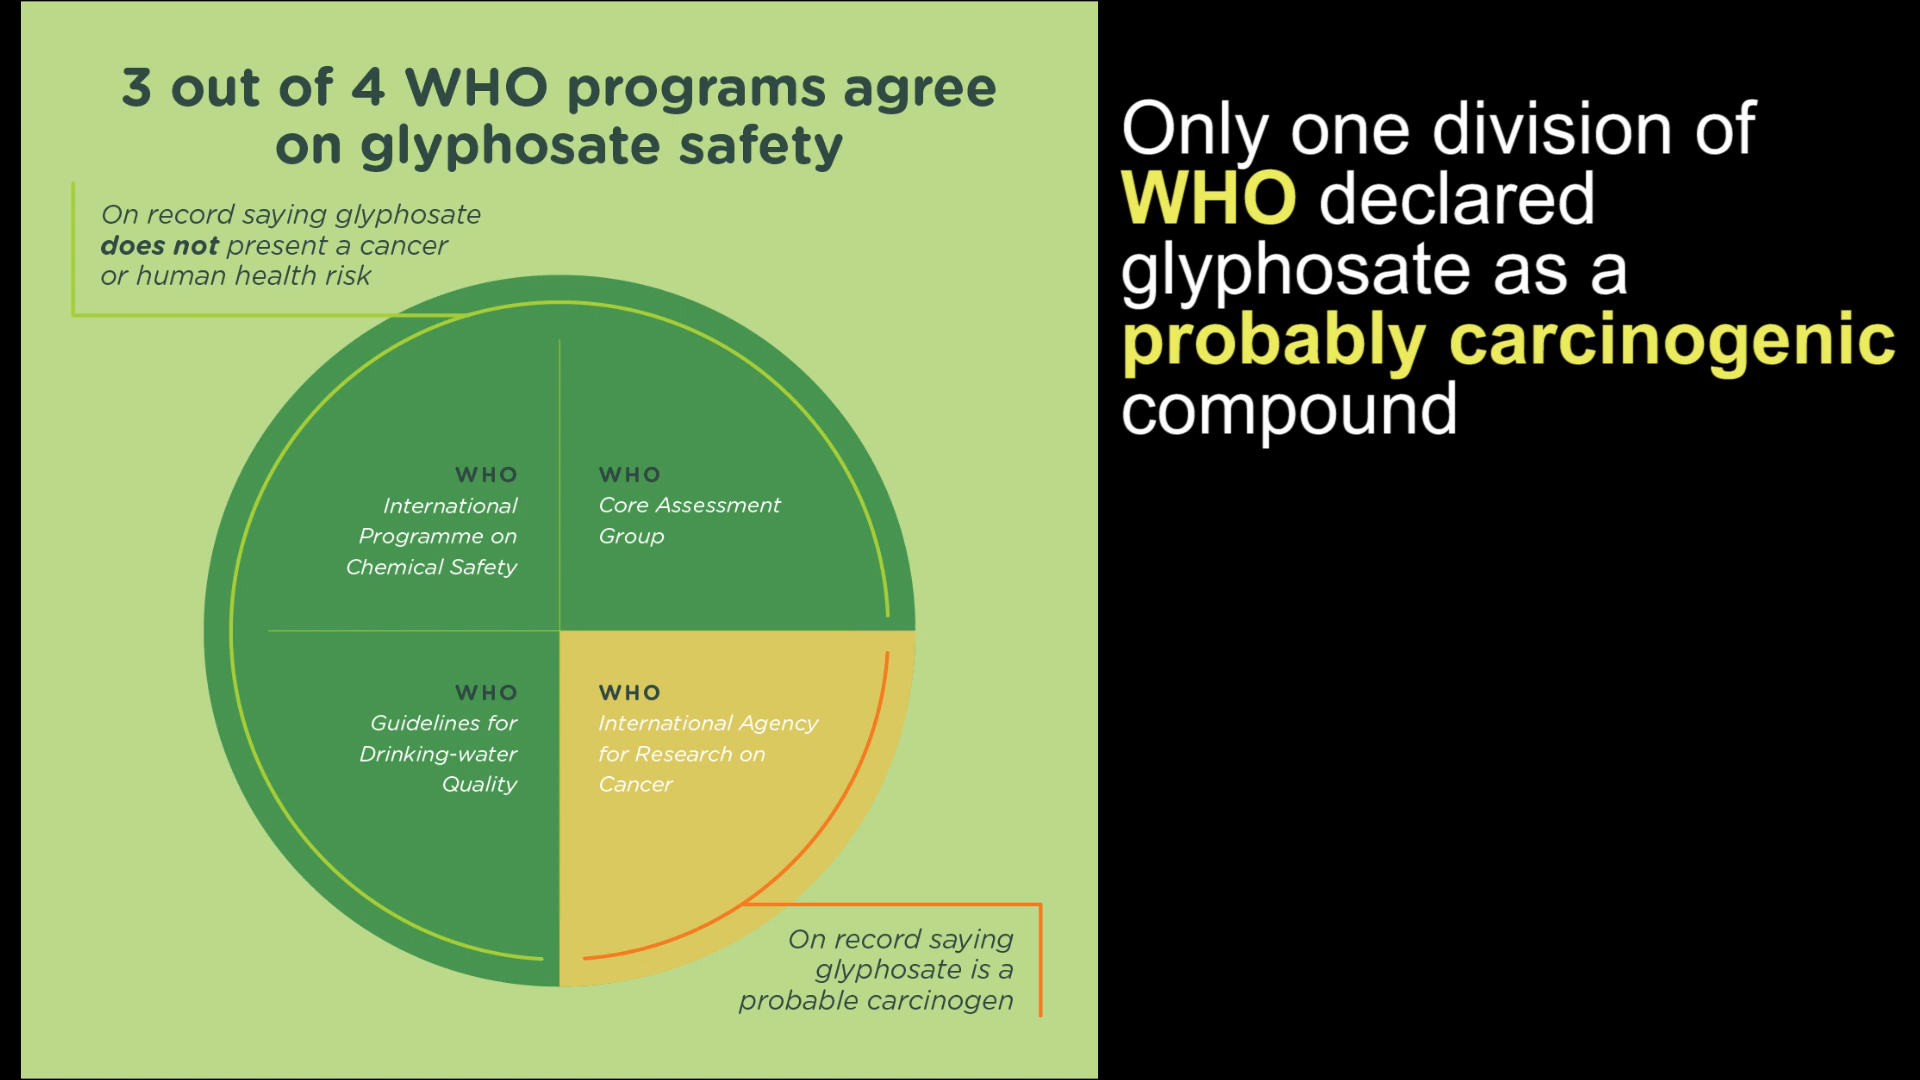 3 out of 4 WHO programs agree
on glyphosate safety
On record saying glyphosate
does not present a cancer
or human health risk
WHO
International
Programme on
Chemical Safety
WHO
Core Assessment
Group
WHO
Guidelines for
Drinking-water
Quality
WHO
International Agency
for Research on
Cancer
On record saying
glyphosate is a
probable carcinogen
Only one division of
WHO declared
glyphosate as a
probably carcinogenic
compound